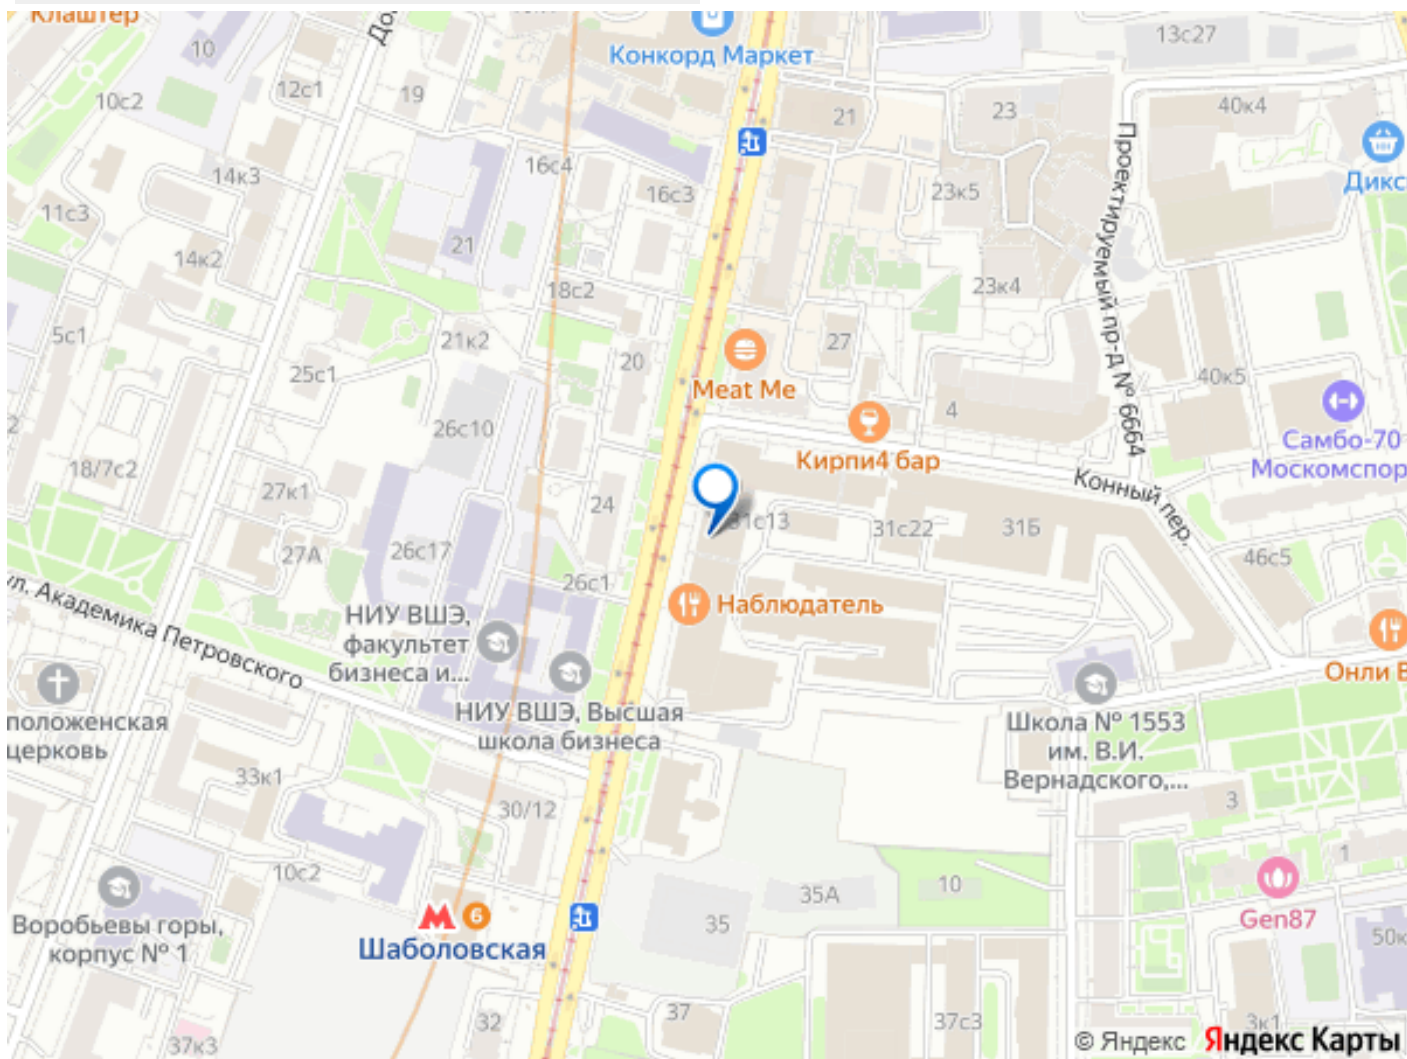 Клаштер
Конкорд Маркет
13с27
10
12с1
19
10с2
21
23
40к4
16с4
14к3
16с3
23к5
Дикс
11с3
21
14к2
18с2
23к4
Проектируемый пр-д № 6664
5с1
21к2
20
27
25с1
Meat Me
4
40к5
26с10
Кирпи4 бар
Самбо-70
Москомспор
2
18/7с2
27к1
24
31с13
31с22
31Б
Конный пер.
27А
26с17
46с5
26с1
ул. Академика Петровского
НИУ ВШЭ,
факультет
бизнеса и...
Наблюдатель
Онли В
НИУ ВШЭ, Высшая
школа бизнеса
положенская
церковь
Школа № 1553
им. В.И.
Вернадского,...
33к1
30/12
3
1
10с2
35А
10
6
Шаболовская
35
Gen87
Воробьевы горы,
корпус № 1
50к
32
37
37с3
3к1
37к3
© Яндекс Яндекс Карты